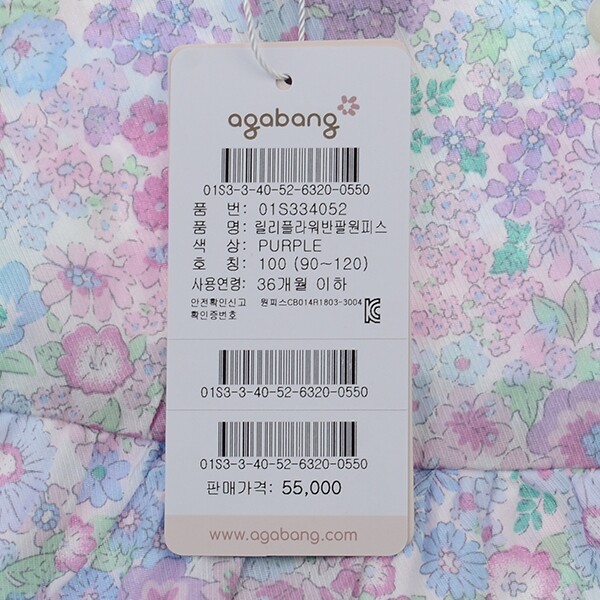 agabang
01S3-3-40-52-6320-0550
품 번: 01S334052
품 명: 릴리플라워반팔원피스
색 상: PURPLE
호 칭: 100 (90~120)
사용연령: 36개월 이하
안전확인신고 원피스CB014R1803-3004
확인증번호
01S3-3-40-52-6320-0550
01S3-3-40-52-6320-0550
판매가격: 55,000
www.agabang.com